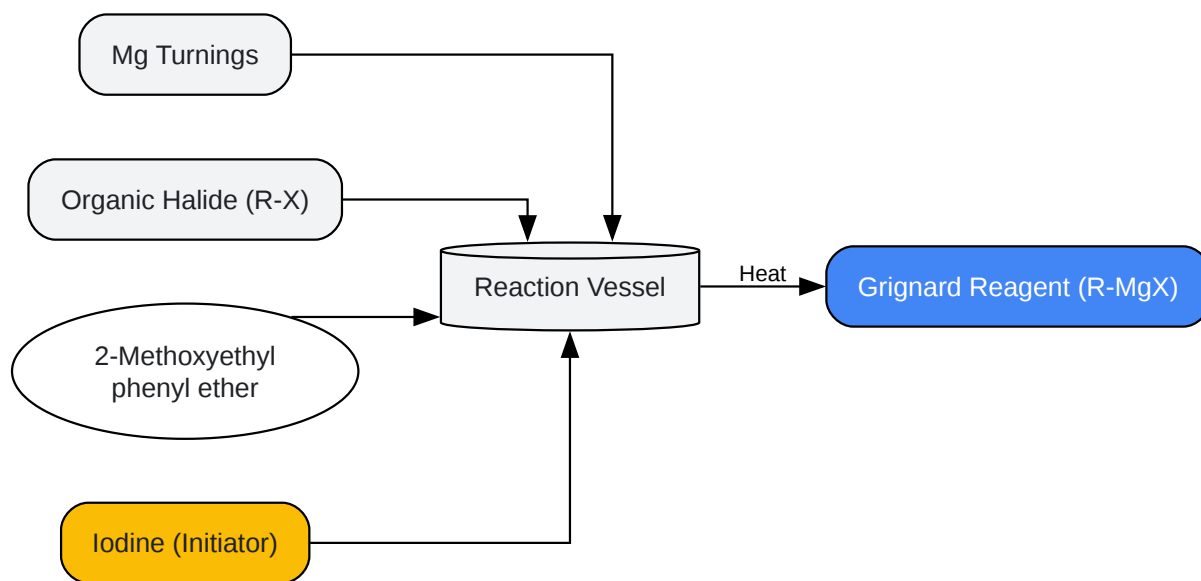 Mg Turnings
Organic Halide (R-X)
Reaction Vessel
Heat
Grignard Reagent (R-MgX)
2-Methoxyethyl
phenyl ether
Iodine (Initiator)